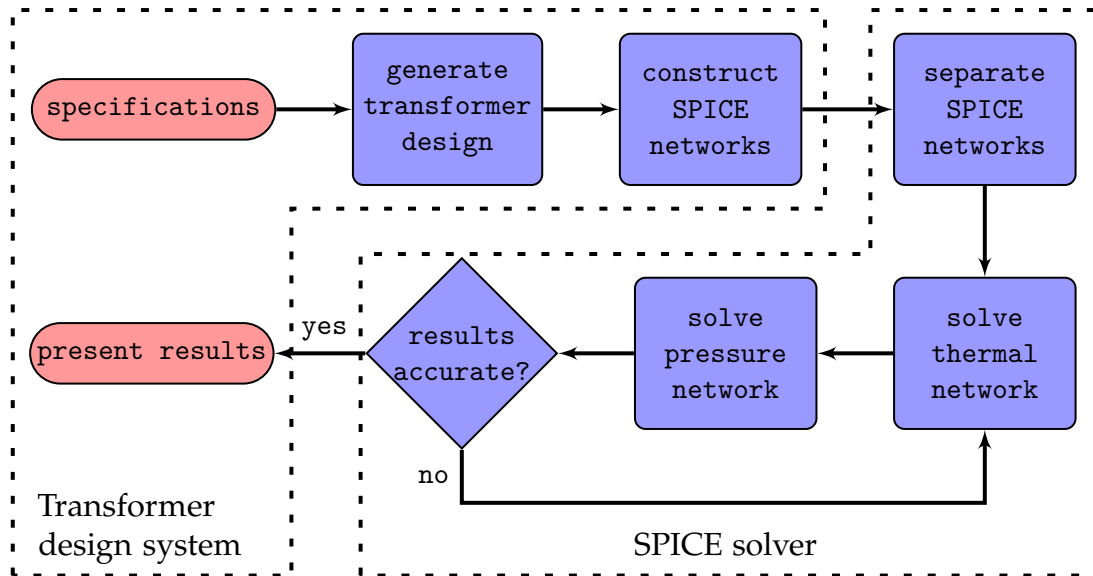 specifications
generate
transformer
design
construct
SPICE
networks
separate
SPICE
networks
present results
yes
results
accurate?
solve
pressure
network
solve
thermal
network
no
Transformer
design system
SPICE solver